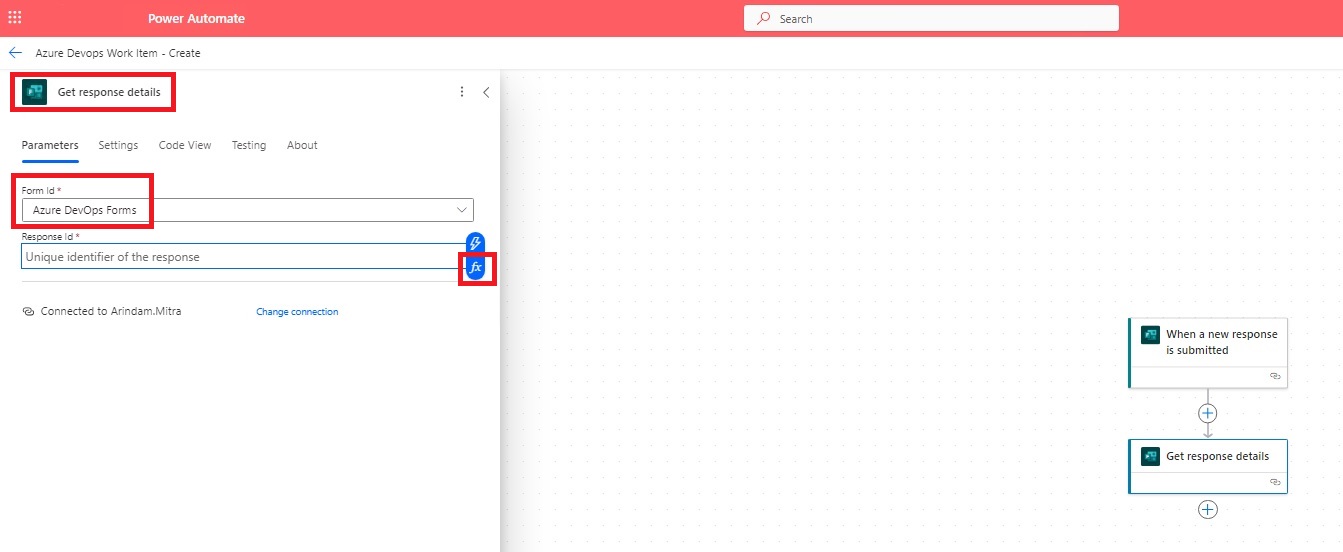 Power Automate
Search
Azure Devops Work Item - Create
Get response details
Parameters Settings Code View Testing About
Form Id *
Azure DevOps Forms
Response Id *
Unique identifier of the response
fx
Connected to Arindam.Mitra Change connection
When a new response
is submitted
Get response details